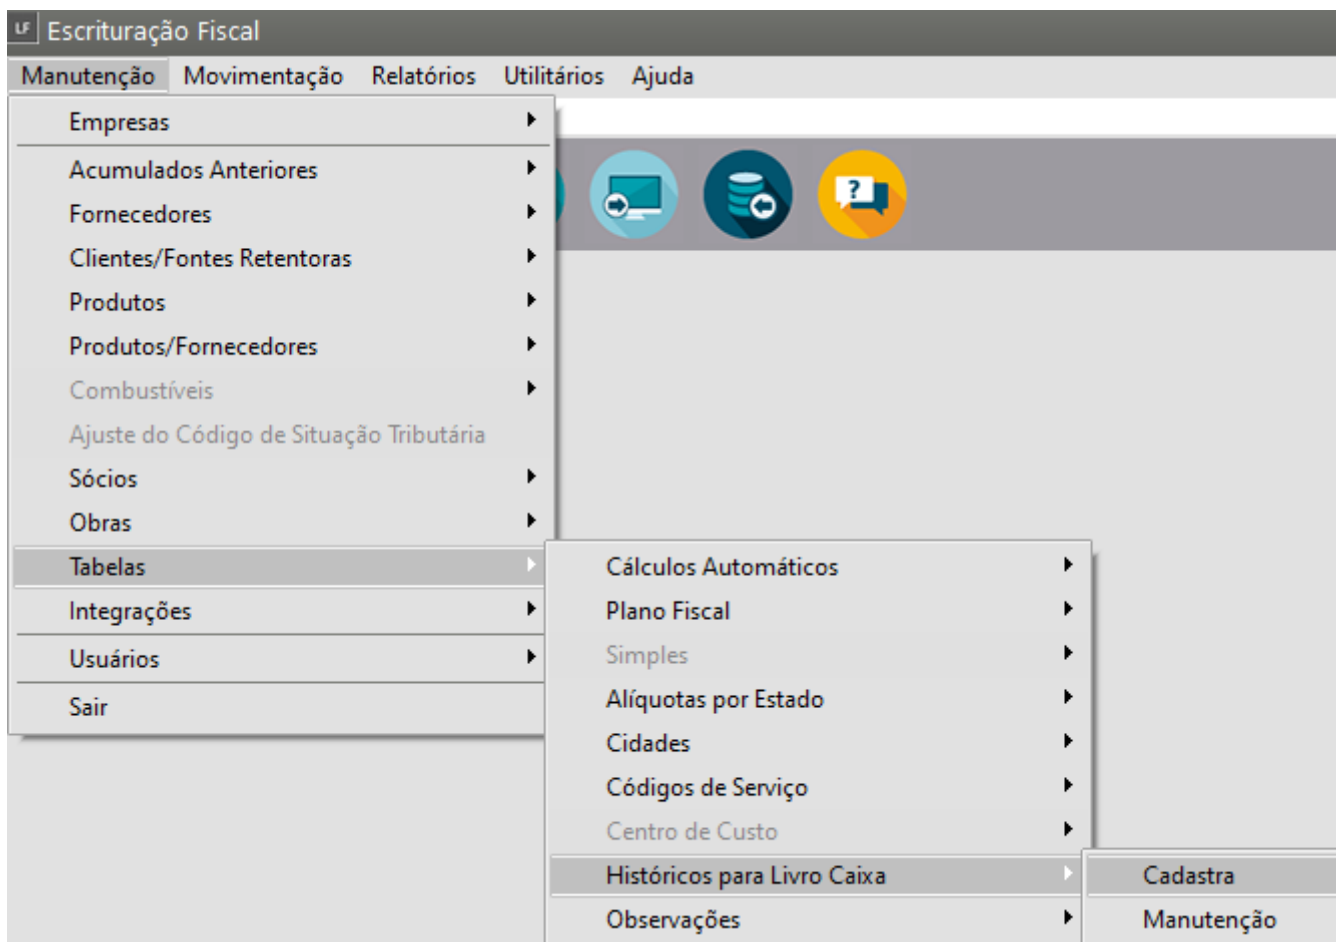 LF Escrituração Fiscal
Manutenção Movimentação Relatórios Utilitários Ajuda
Empresas
Acumulados Anteriores
Fornecedores
Clientes/Fontes Retentoras
Produtos
Produtos/Fornecedores
Combustíveis
Ajuste do Código de Situação Tributária
Sócios
Obras
Tabelas
Integrações
Usuários
Sair
Cálculos Automáticos
Plano Fiscal
Simples
Alíquotas por Estado
Cidades
Códigos de Serviço
Centro de Custo
Históricos para Livro Caixa
Observações
Cadastra
Manutenção
?